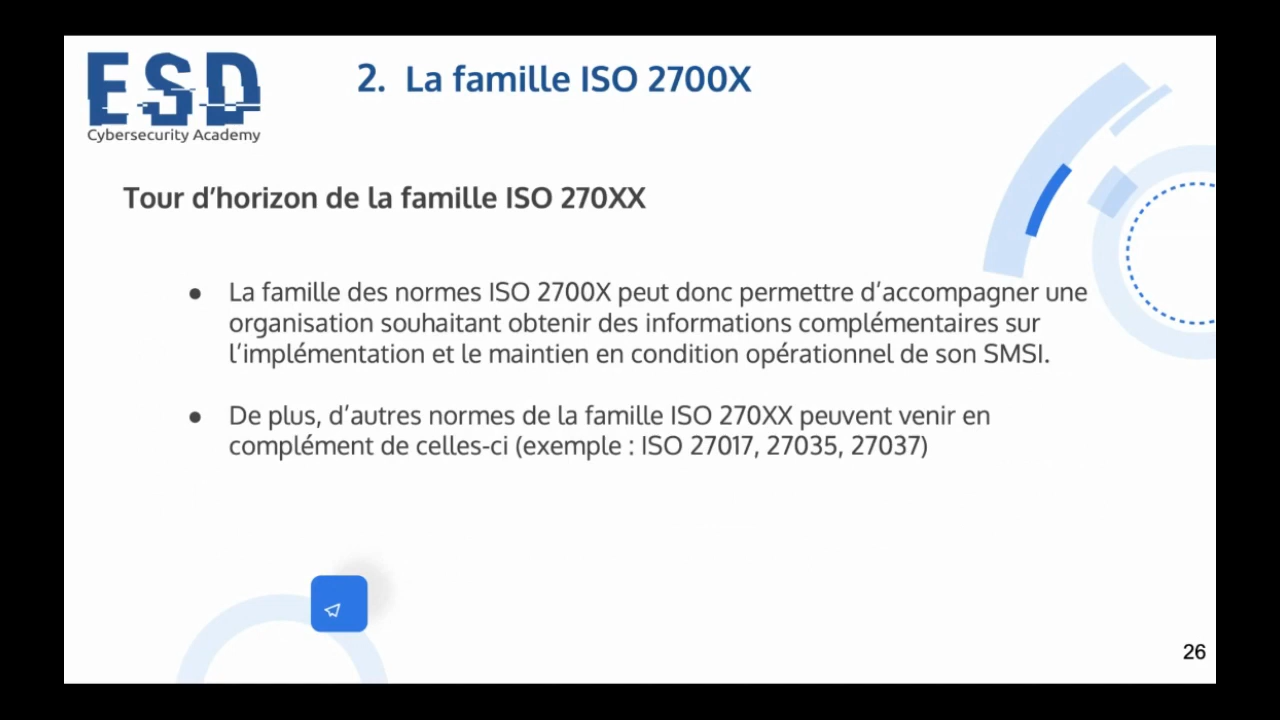 ESD
Cybersecurity Academy
2. La famille ISO 2700X
Tour d’horizon de la famille ISO 270XX
● La famille des normes ISO 2700X peut donc permettre d’accompagner une
organisation souhaitant obtenir des informations complémentaires sur
l’implémentation et le maintien en condition opérationnel de son SMSI.
● De plus, d’autres normes de la famille ISO 270XX peuvent venir en
complément de celles-ci (exemple : ISO 27017, 27035, 27037)
26